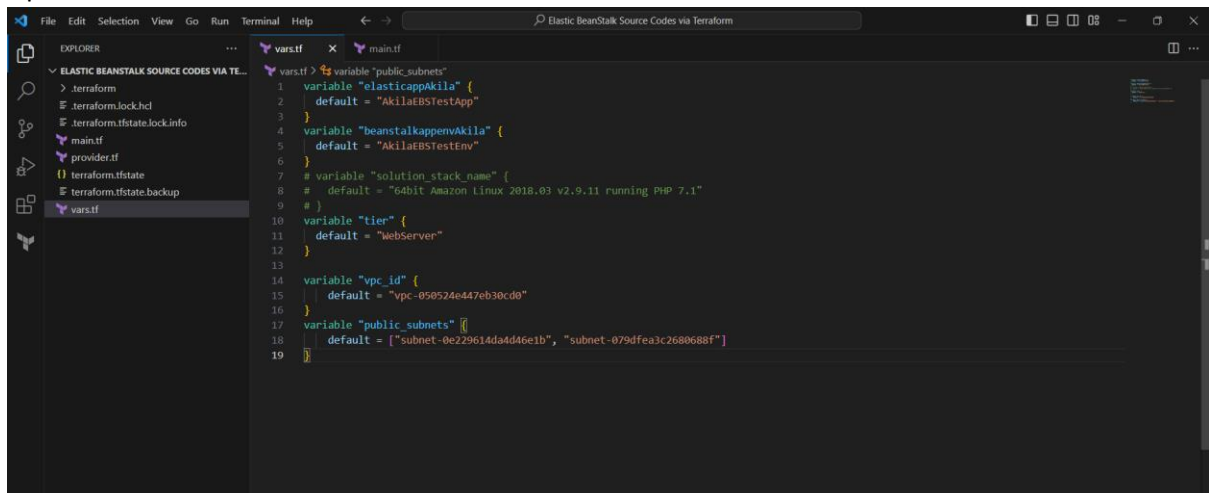 File Edit Selection View Go Run Terminal Help
Elastic BeanStalk Source Codes via Terraform
EXPLORER
ELASTIC BEANSTALK SOURCE CODES VIA TE...
.terraform
.terraform.lock.hcl
.terraform.tfstate.lock.info
main.tf
provider.tf
terraform.tfstate
terraform.tfstate.backup
vars.tf
vars.tf main.tf
vars.tf > variable "public_subnets"
1 variable "elasticappAkila" {
2 default = "AkilaEBSTestApp"
3 }
4 variable "beanstalkappenvAkila" {
5 default = "AkilaEBSTestEnv"
6 }
7 # variable "solution_stack_name" {
8 # default = "64bit Amazon Linux 2018.03 v2.9.11 running PHP 7.1"
9 # }
10 variable "tier" {
11 default = "WebServer"
12 }
13
14 variable "vpc_id" {
15 default = "vpc-050524e447eb30cd0"
16 }
17 variable "public_subnets" {
18 default = ["subnet-0e229614da4d46e1b", "subnet-079dfea3c2680688f"]
19 }